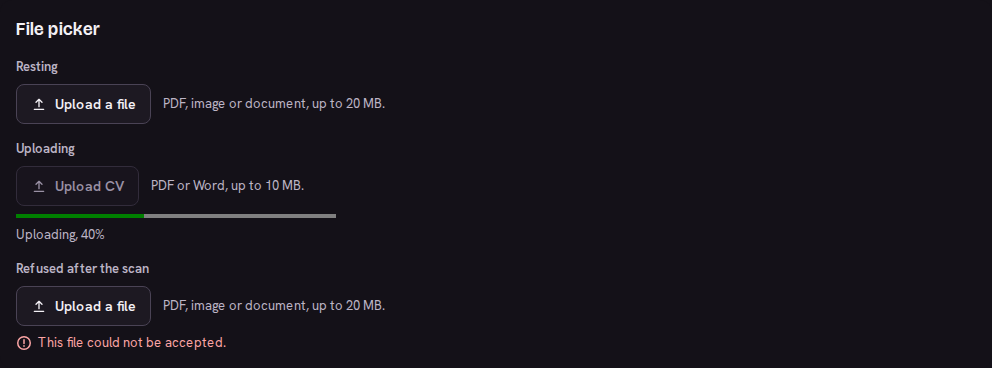 File picker
Resting
Upload a file PDF, image or document, up to 20 MB.
Uploading
Upload CV PDF or Word, up to 10 MB.
Uploading, 40%
Refused after the scan
Upload a file PDF, image or document, up to 20 MB.
This file could not be accepted.